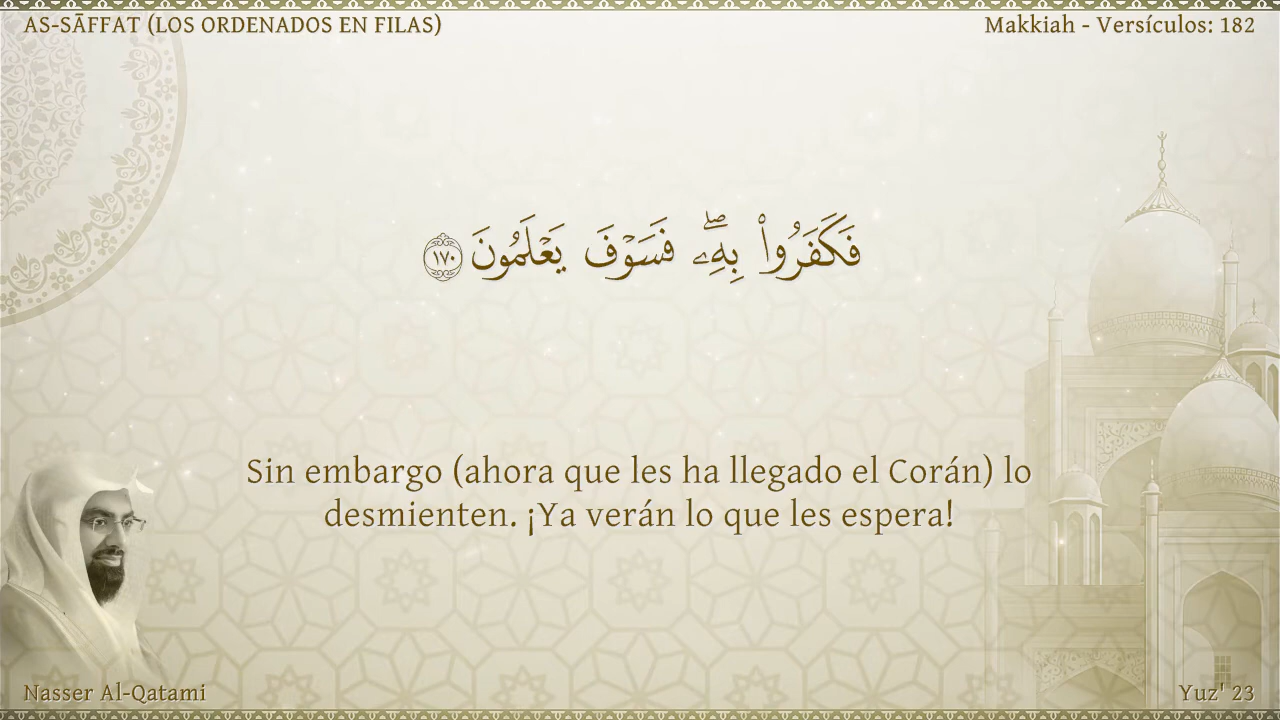 AS-SĀFFAT (LOS ORDENADOS EN FILAS)
Makkiah - Versículos: 182
فَكَفَرُوا۟ بِهِۦۖ فَسَوْفَ يَعْلَمُونَ ١٧٠
Sin embargo (ahora que les ha llegado el Corán) lo
desmienten. ¡Ya verán lo que les espera!
Nasser Al-Qatami
Yuz' 23